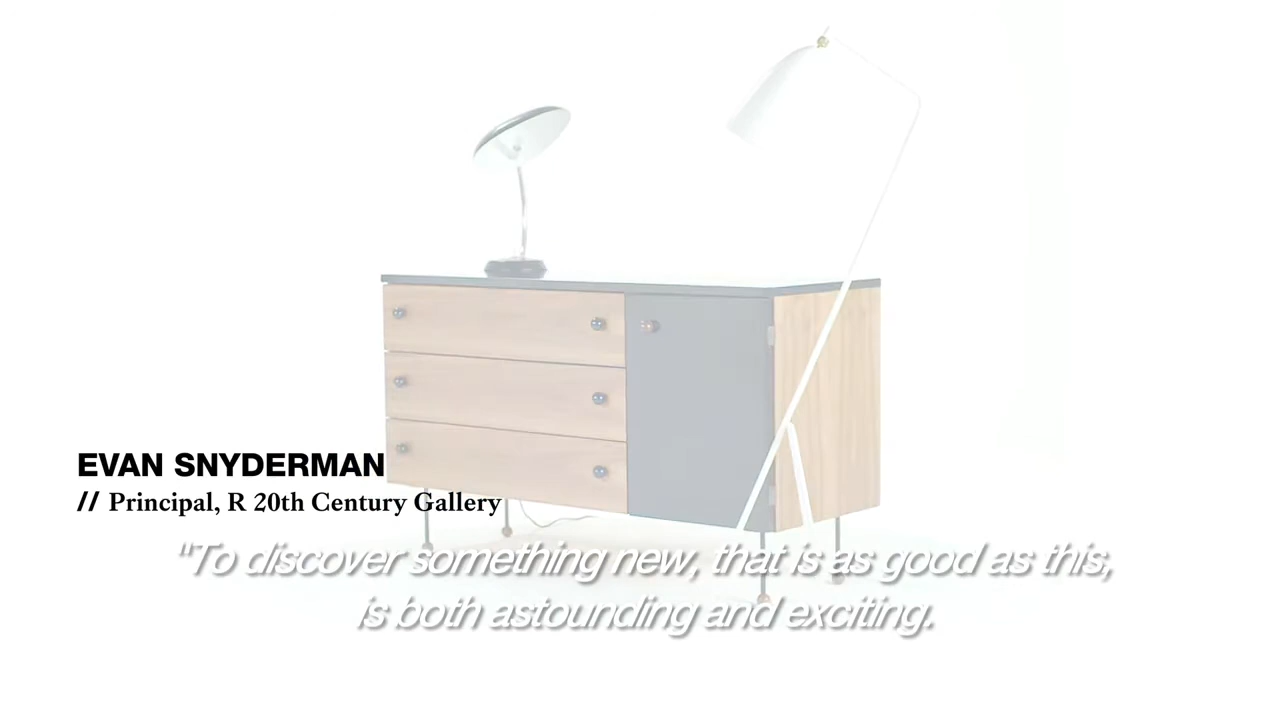 EVAN SNYDERMAN
// Principal, R 20th Century Gallery
"To discover something new, that is as good as this,
is both astounding and exciting.